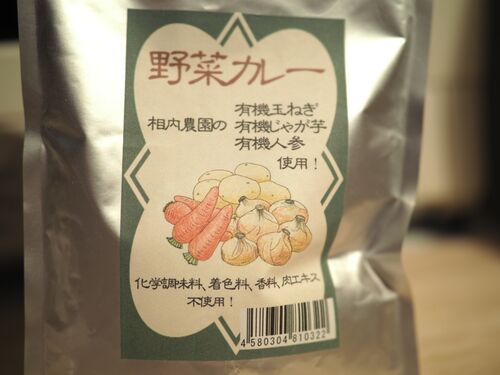 野菜カレー
相内農園の
有機玉ねぎ
有機じゃが芋
有機人参
使用！
化学調味料、着色料、香料、肉エキス
不使用！
4 580304 810322